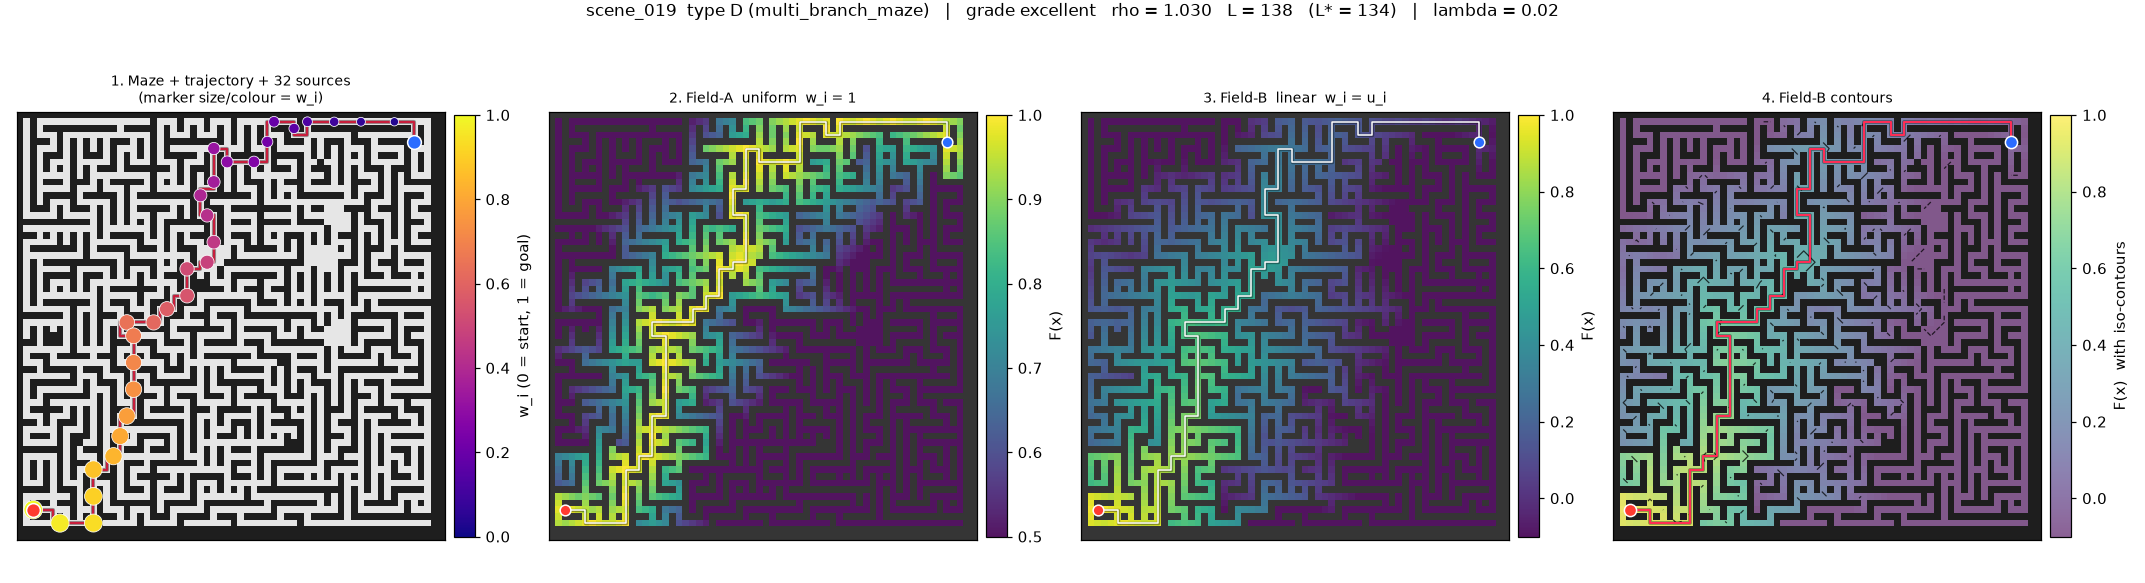 scene_019  type D (multi_branch_maze)   |   grade excellent   rho = 1.030   L = 138   (L* = 134)   |   lambda = 0.02
1. Maze + trajectory + 32 sources
(marker size/colour = w_i)
1.0
0.8
0.6
0.4
0.2
0.0
w_i (0 = start, 1 = goal)
2. Field-A  uniform  w_i = 1
1.0
0.9
0.8
0.7
0.6
0.5
F(x)
3. Field-B  linear  w_i = u_i
1.0
0.8
0.6
0.4
0.2
0.0
F(x)
4. Field-B contours
1.0
0.8
0.6
0.4
0.2
0.0
F(x)  with iso-contours